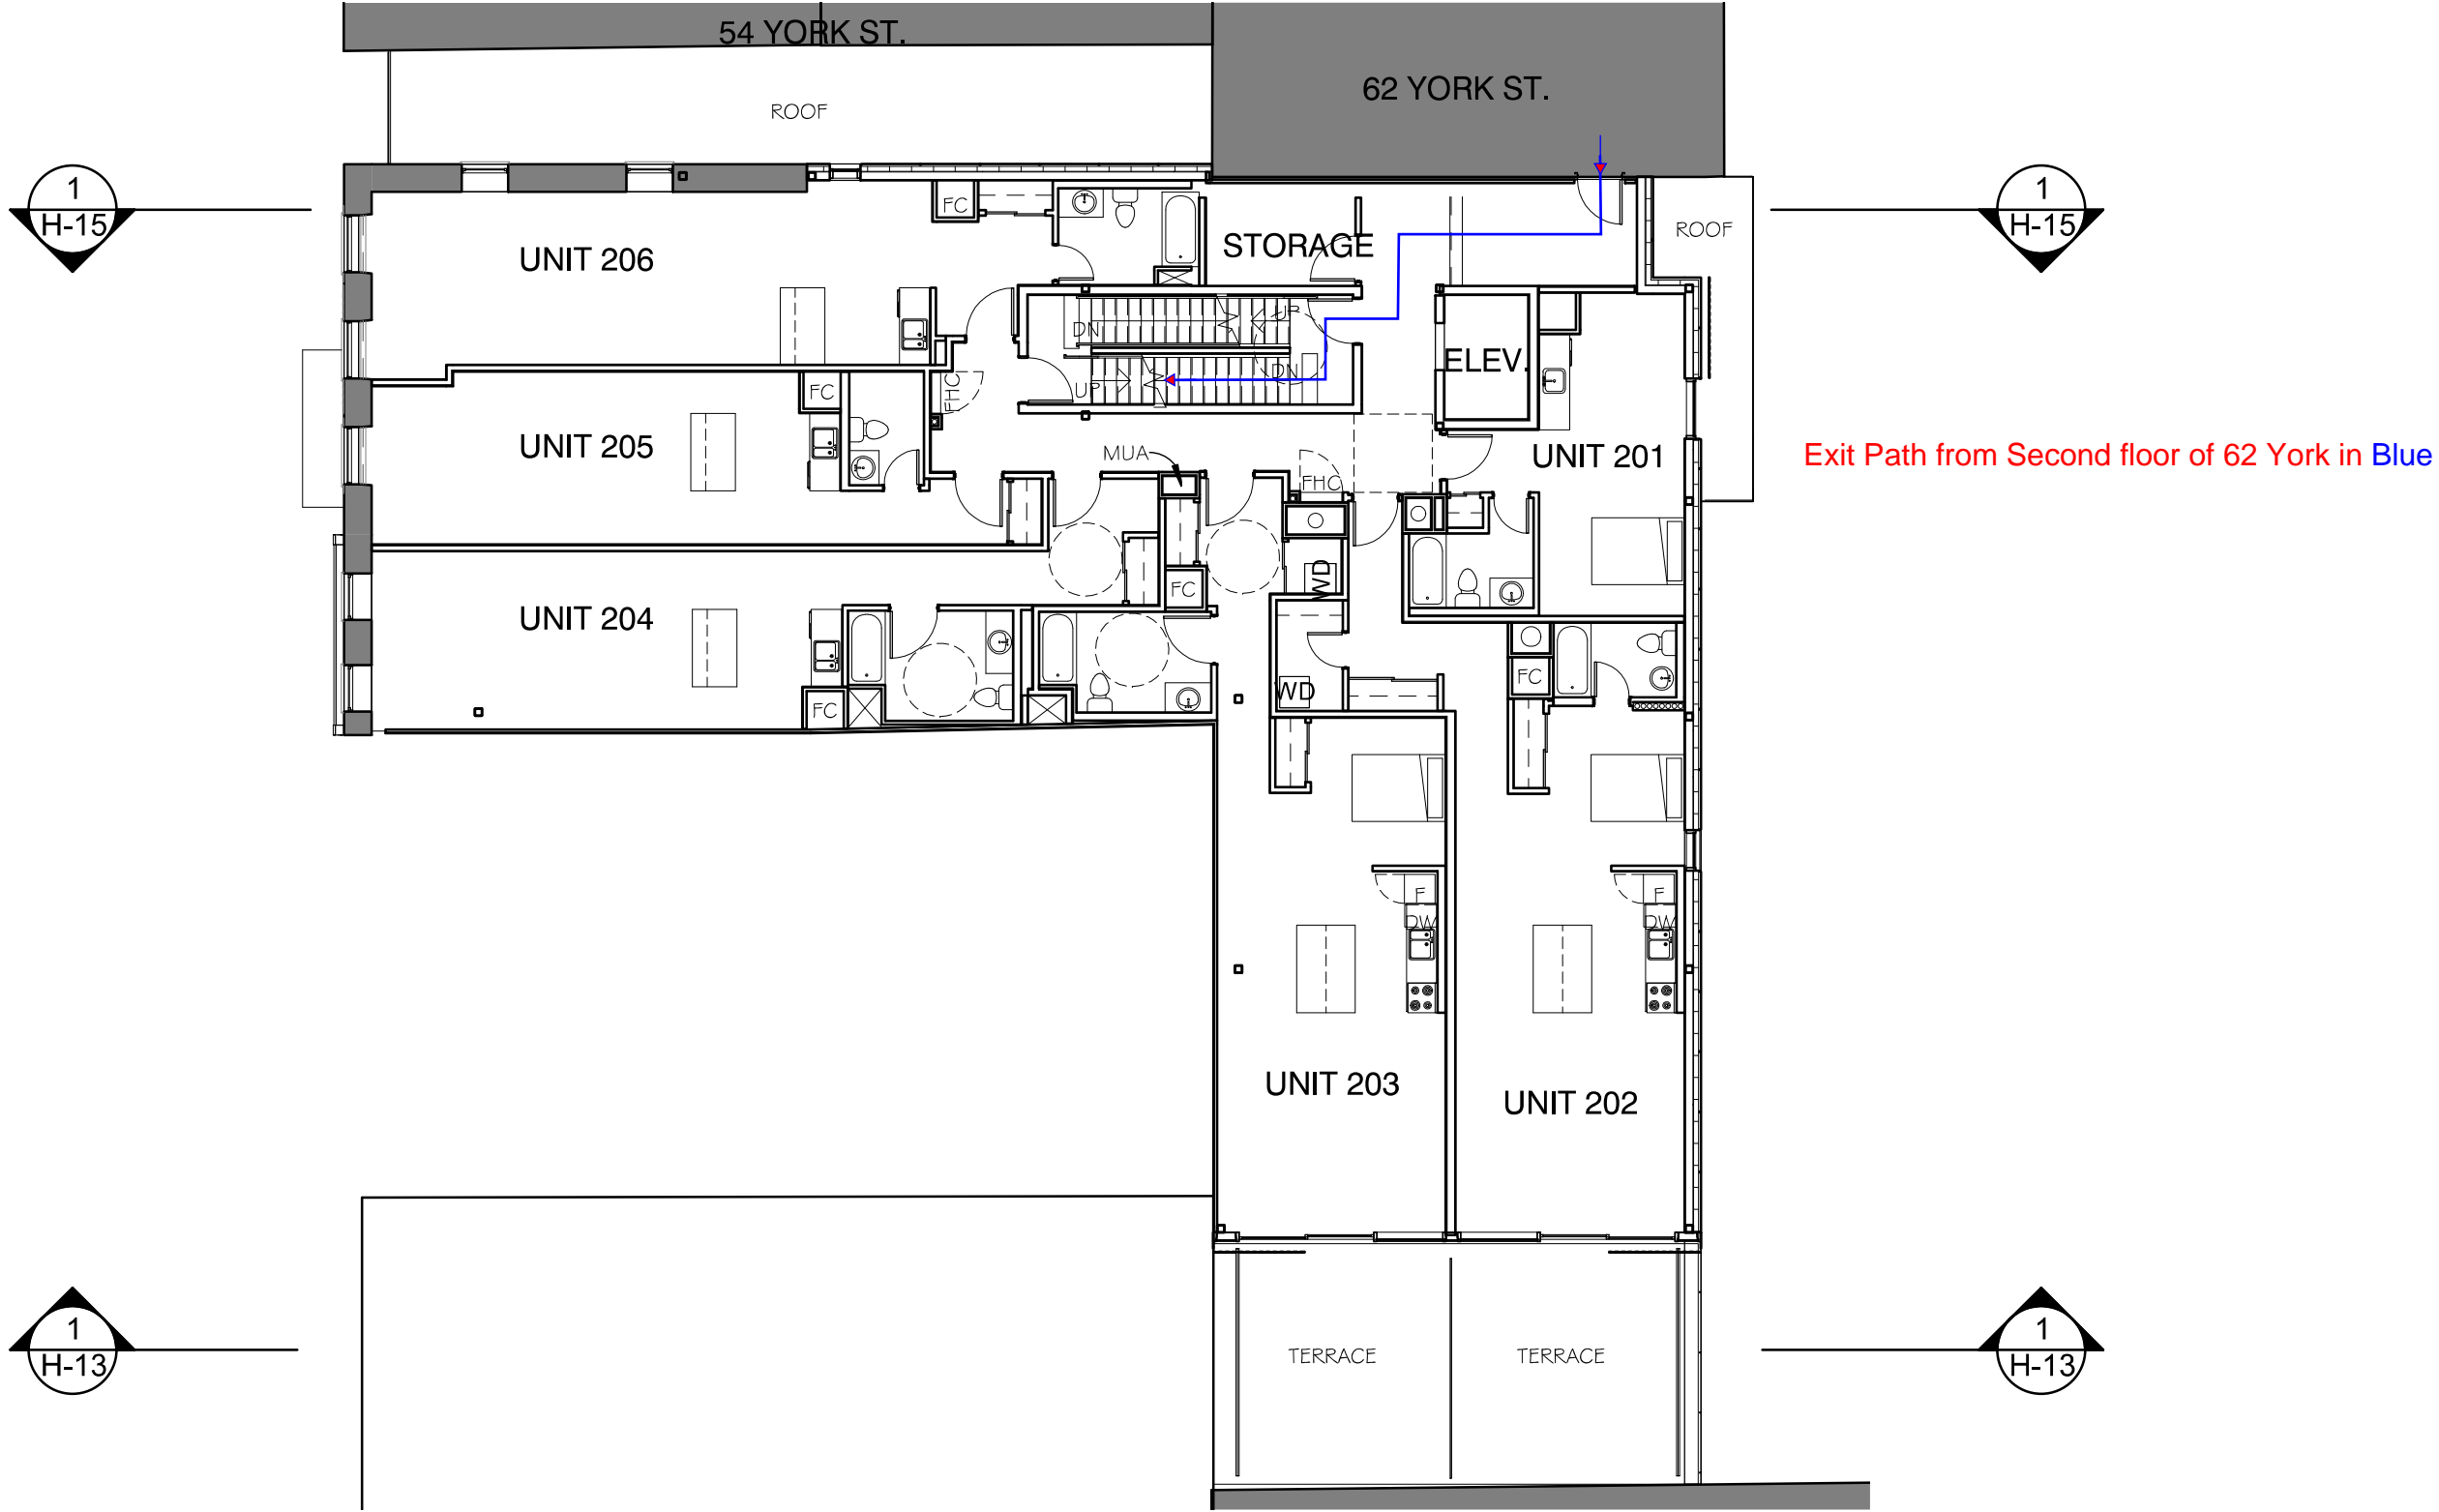 54 YORK ST.
62 YORK ST.
ROOF
1
H-15
1
H-15
ROOF
FC
UNIT 206
STORAGE
UP
DN
ELEV.
FC
FHC
UP
DN
UNIT 205
MUA
UNIT 201
Exit Path from Second floor of 62 York in Blue
FHC
WD
FC
UNIT 204
FC
WD
FC
F
DW
F
DW
UNIT 203
UNIT 202
1
H-13
TERRACE
TERRACE
1
H-13